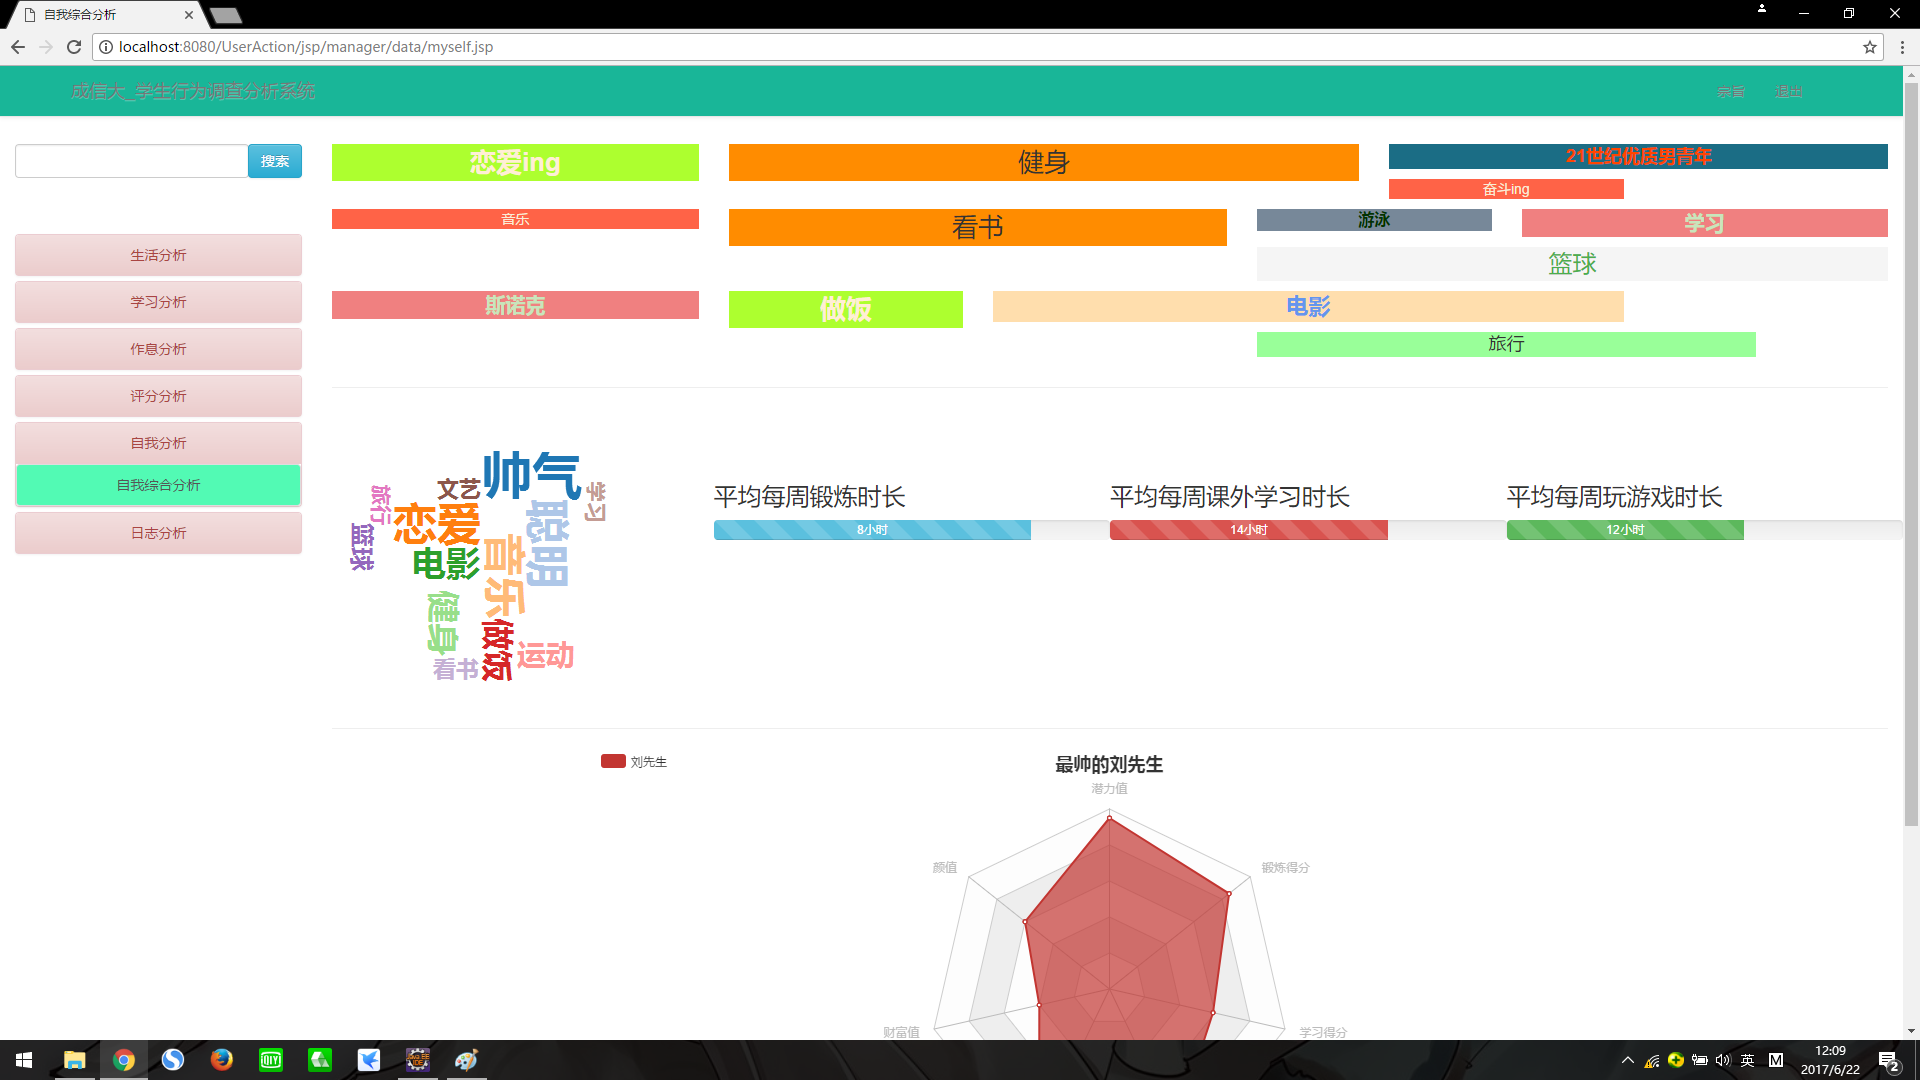 自我综合分析
localhost:8080/UserAction/jsp/manager/data/myself.jsp
成信大_学生行为调查分析系统
退出
搜索
恋爱ing
健身
21世纪优质男青年
奋斗ing
音乐
看书
游泳
学习
篮球
斯诺克
做饭
电影
旅行
生活分析
学习分析
作息分析
评分分析
自我分析
自我综合分析
日志分析
帅气
文艺
学习
旅行
恋爱
聪明
篮球
电影
音乐
健身
做饭
运动
看书
平均每周锻炼时长
8小时
平均每周课外学习时长
14小时
平均每周玩游戏时长
12小时
刘先生
最帅的刘先生
潜力值
颜值
锻炼得分
财富值
学习得分
英
M
12:09
2017/6/22
2